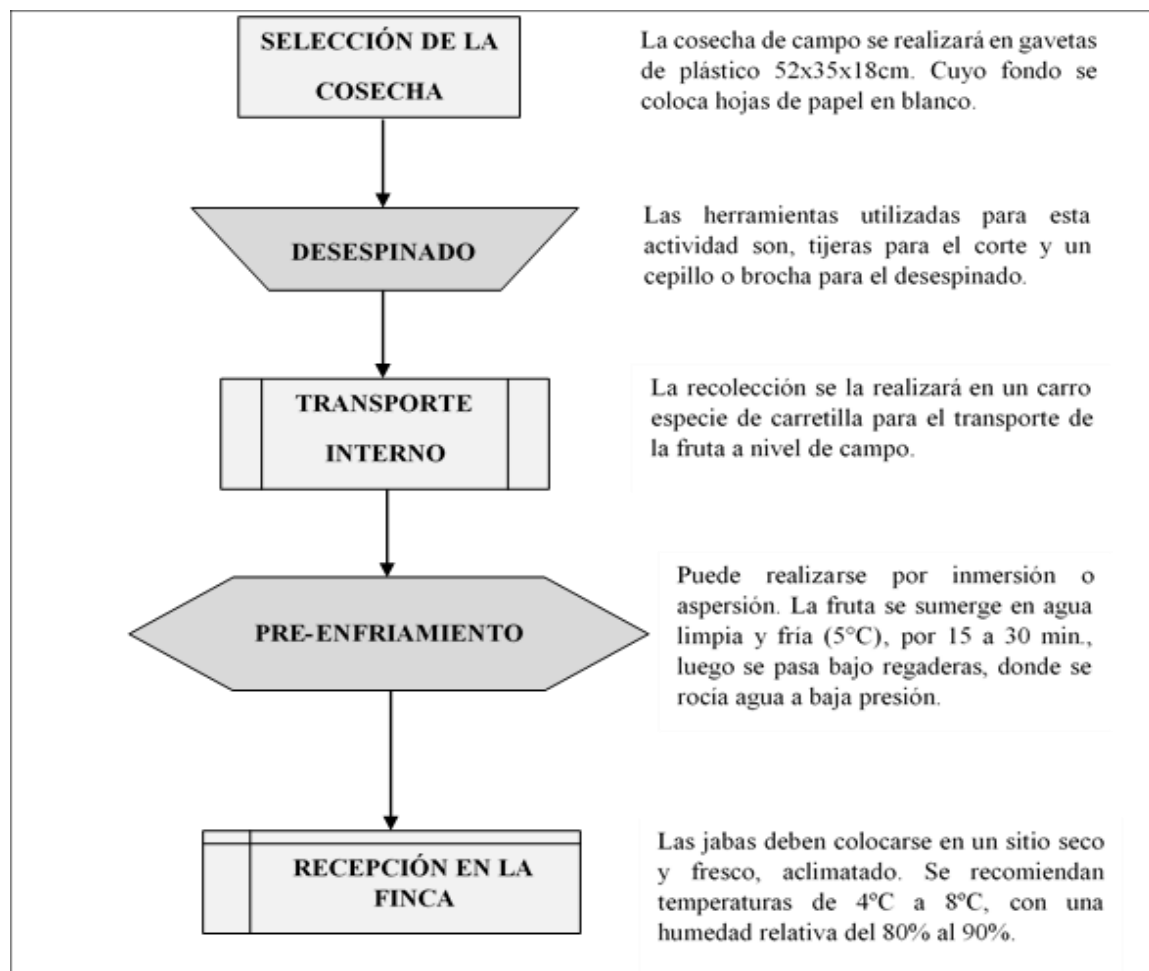 SELECCIÓN DE LA
COSECHA
La cosecha de campo se realizará en gavetas
de plástico 52x35x18cm. Cuyo fondo se
coloca hojas de papel en blanco.
DESESPINADO
Las herramientas utilizadas para esta
actividad son, tijeras para el corte y un
cepillo o brocha para el desespinado.
TRANSPORTE
INTERNO
La recolección se la realizará en un carro
especie de carretilla para el transporte de
la fruta a nivel de campo.
PRE-ENFRIAMIENTO
Puede realizarse por inmersión o
aspersión. La fruta se sumerge en agua
limpia y fría (5°C), por 15 a 30 min.,
luego se pasa bajo regaderas, donde se
rocía agua a baja presión.
RECEPCIÓN EN LA
FINCA
Las jabas deben colocarse en un sitio seco
y fresco, aclimatado. Se recomiendan
temperaturas de 4ºC a 8ºC, con una
humedad relativa del 80% al 90%.